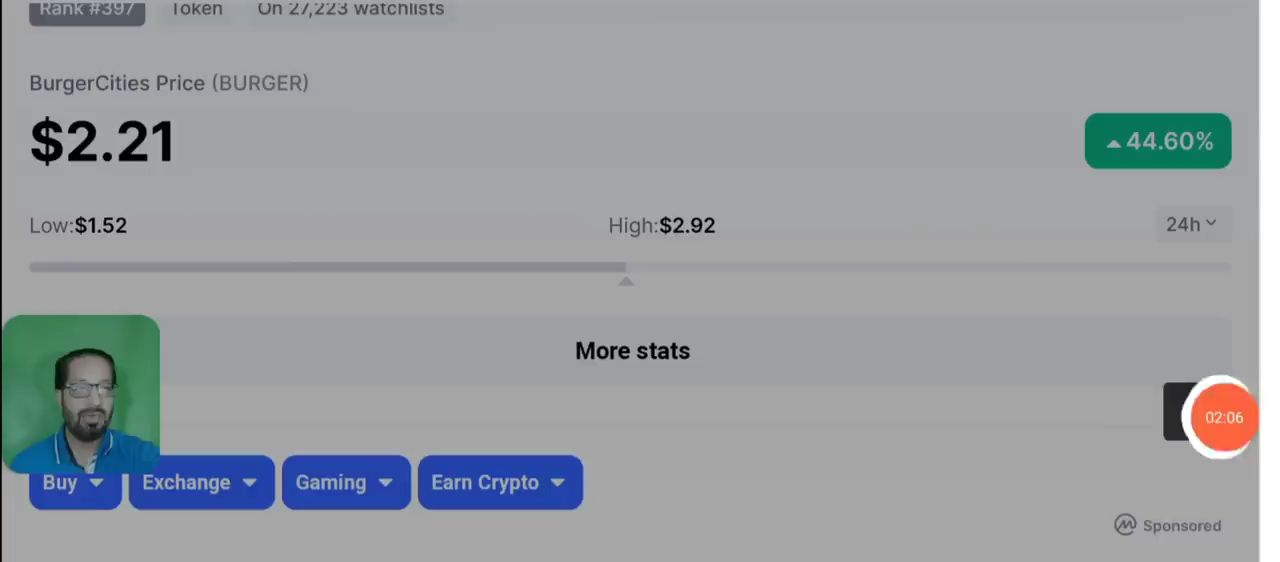 Rank #397 Token On 27,223 watchlists
BurgerCities Price (BURGER)
$2.21
44.60%
Low:$1.52 High:$2.92 24h
More stats
02:06
Buy Exchange Gaming Earn Crypto
Sponsored